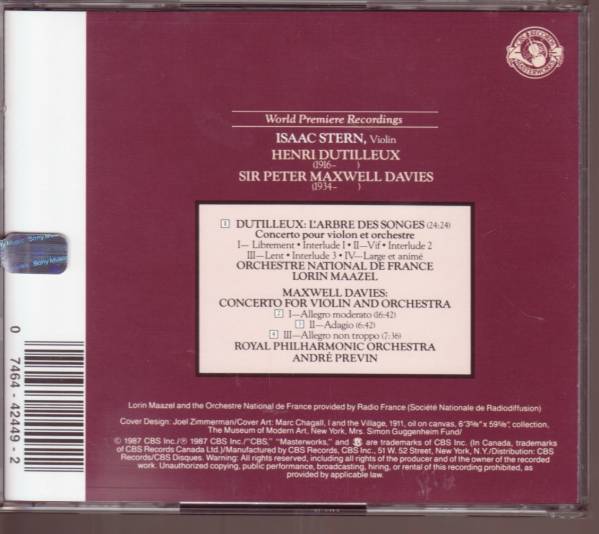 CBS RECORDS
MASTERWORKS
World Premiere Recordings
ISAAC STERN, Violin
HENRI DUTILLEUX
(1916– )
SIR PETER MAXWELL DAVIES
(1934– )
1 DUTILLEUX: L'ARBRE DES SONGES (24:24)
Concerto pour violon et orchestre
I— Librement • Interlude I • II—Vif • Interlude 2
III—Lent • Interlude 3 • IV—Large et animé
ORCHESTRE NATIONAL DE FRANCE
LORIN MAAZEL
MAXWELL DAVIES:
CONCERTO FOR VIOLIN AND ORCHESTRA
2 I—Allegro moderato (16:42)
3 II—Adagio (6:42)
4 III—Allegro non troppo (7:36)
ROYAL PHILHARMONIC ORCHESTRA
ANDRÉ PREVIN
Lorin Maazel and the Orchestre National de France provided by Radio France (Société Nationale de Radiodiffusion)
Cover Design: Joel Zimmerman/Cover Art: Marc Chagall, I and the Village, 1911, oil on canvas, 6'3⅝" x 59⅝", collection,
The Museum of Modern Art, New York, Mrs. Simon Guggenheim Fund/
© 1987 CBS Inc./℗ 1987 CBS Inc./"CBS," "Masterworks," and are trademarks of CBS Inc. (In Canada, trademarks
of CBS Records Canada Ltd.)/Manufactured by CBS Records, CBS Inc., 51 W. 52 Street, New York, N.Y./Distribution: CBS
Records/CBS Disques. Warning: All rights reserved, including all rights of the producer and of the owner of the recorded
work. Unauthorized copying, public performance, broadcasting, hiring, or rental of this recording prohibited, as
provided by applicable law.
Sony Music
0 7464-42449-2